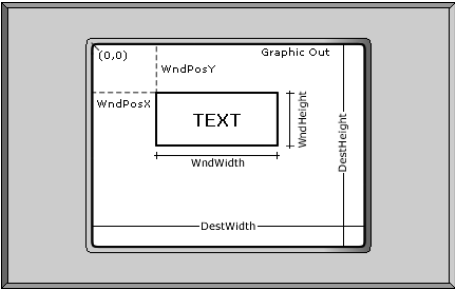 (0,0)
Graphic Out
WndPosY
WndPosX
TEXT
WndHeight
DestHeight
WndWidth
DestWidth